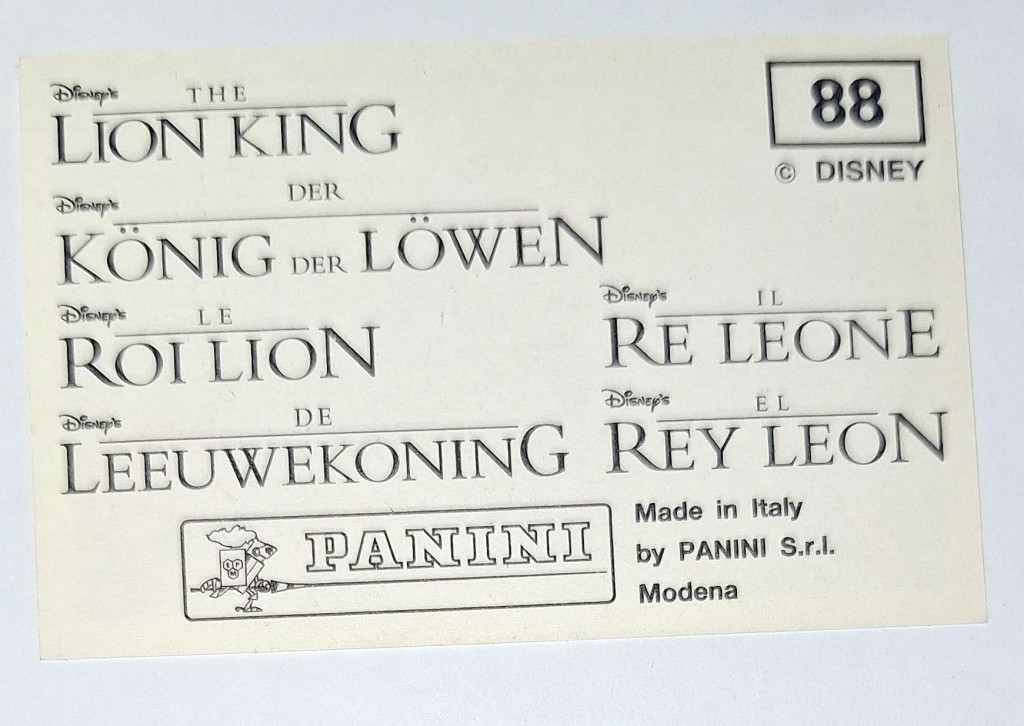 Disney's THE
LION KING
88
© DISNEY
Disney's DER
KÖNIG DER LÖWEN
Disney's LE
ROI LION
Disney's IL
RE LEONE
Disney's DE
LEEUWEKONING
Disney's EL
REY LEON
PANINI
Made in Italy
by PANINI S.r.l.
Modena